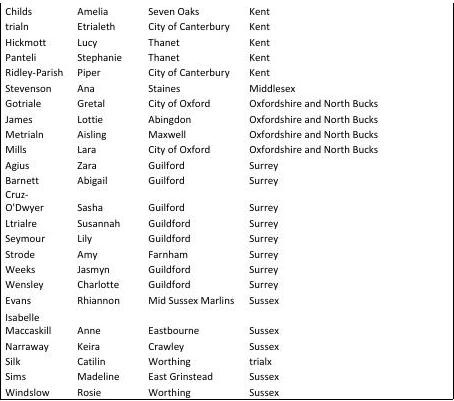 Childs Amelia Seven Oaks Kent
trialn Etrialeth City of Canterbury Kent
Hickmott Lucy Thanet Kent
Panteli Stephanie Thanet Kent
Ridley-Parish Piper City of Canterbury Kent
Stevenson Ana Staines Middlesex
Gotriale Gretal City of Oxford Oxfordshire and North Bucks
James Lottie Abingdon Oxfordshire and North Bucks
Metrialn Aisling Maxwell Oxfordshire and North Bucks
Mills Lara City of Oxford Oxfordshire and North Bucks
Agius Zara Guilford Surrey
Barnett Abigail Guilford Surrey
Cruz-
O'Dwyer Sasha Guildford Surrey
Ltrialre Susannah Guildford Surrey
Seymour Lily Guildford Surrey
Strode Amy Farnham Surrey
Weeks Jasmyn Guildford Surrey
Wensley Charlotte Guildford Surrey
Evans Rhiannon Mid Sussex Marlins Sussex
Isabelle
Maccaskill Anne Eastbourne Sussex
Narraway Keira Crawley Sussex
Silk Catilin Worthing trialx
Sims Madeline East Grinstead Sussex
Windslow Rosie Worthing Sussex